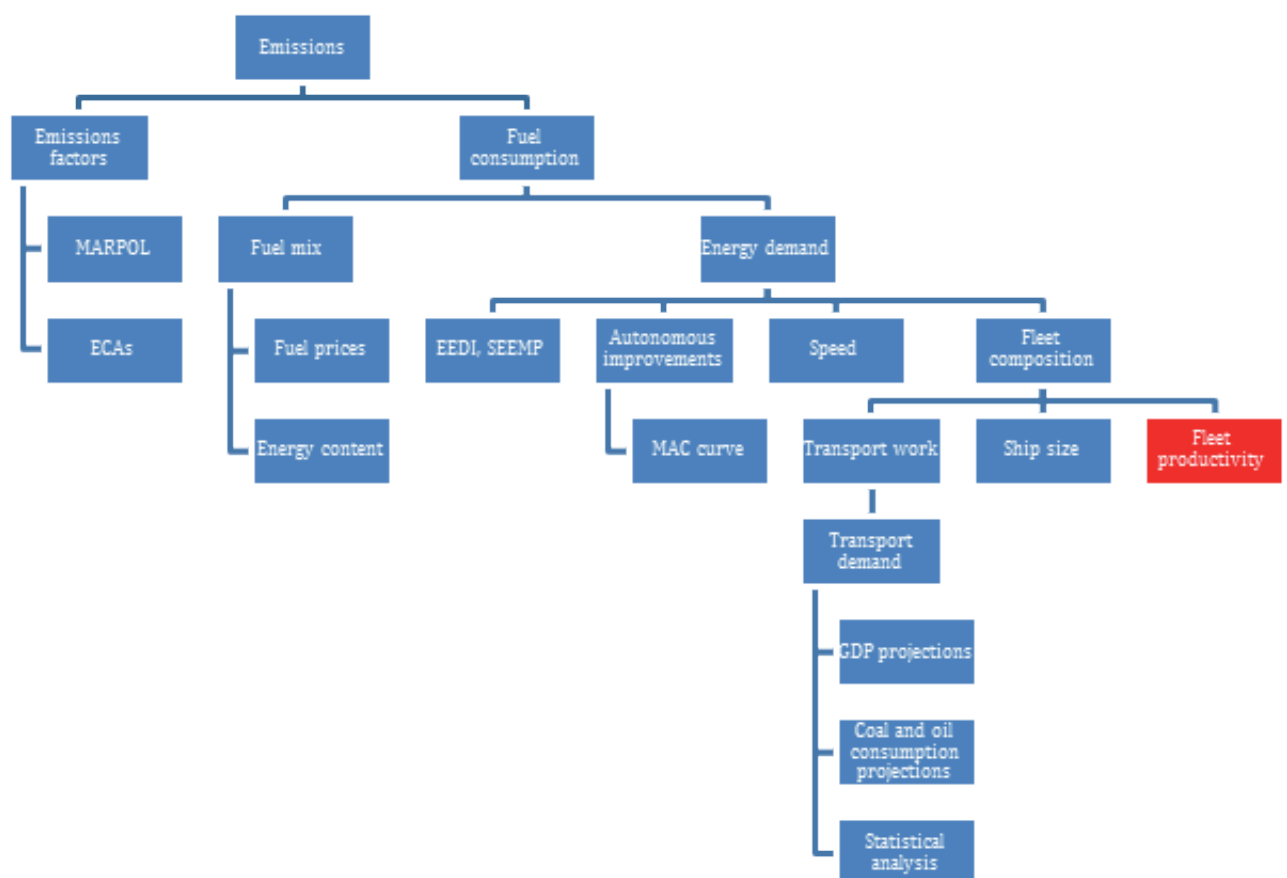 Emissions
Emissions
factors
Fuel
consumption
MARPOL
Fuel mix
Energy demand
ECAs
Fuel prices
EEDI, SEEMP
Autonomous
improvements
Speed
Fleet
composition
Energy content
MAC curve
Transport work
Ship size
Fleet
productivity
Transport
demand
GDP projections
Coal and oil
consumption
projections
Statistical
analysis